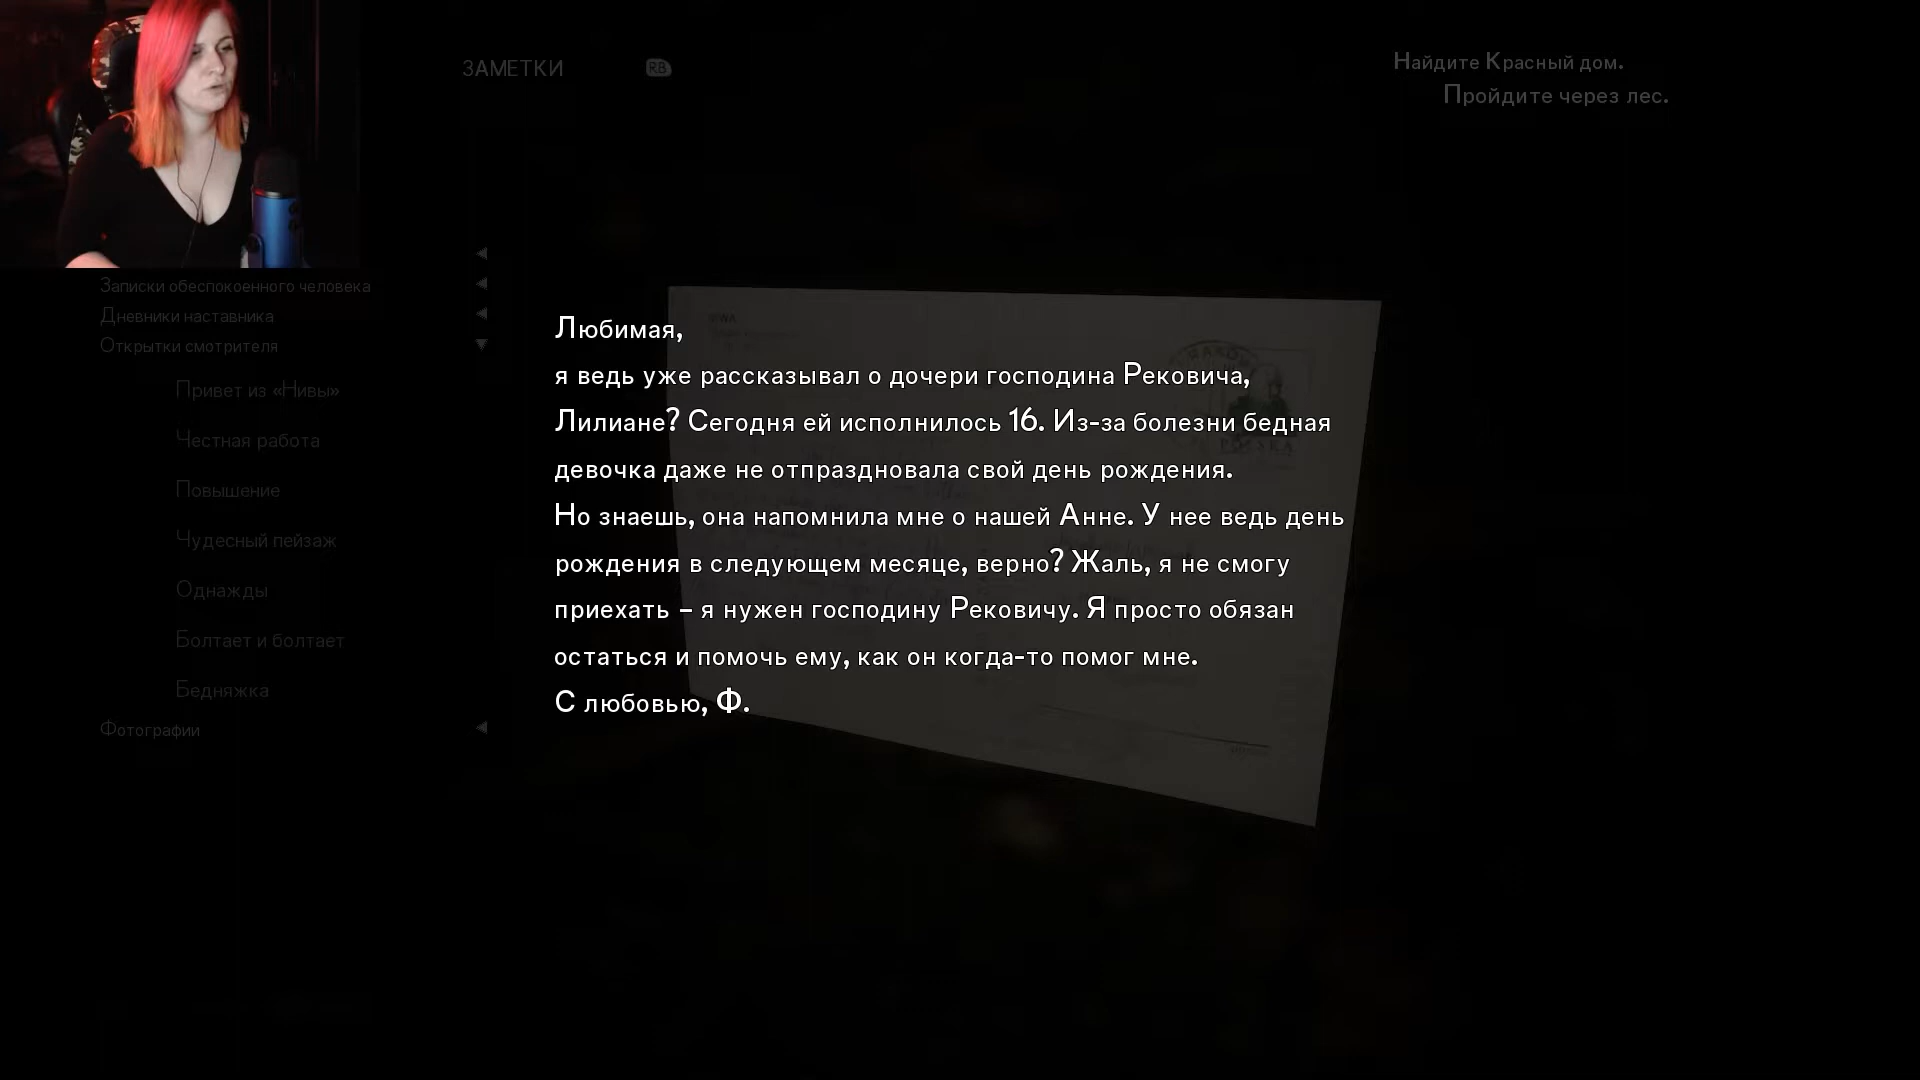 ЗАМЕТКИ
RB
Найдите Красный дом.
Пройдите через лес.
Записки обеспокоенного человека
Дневники наставника
Открытки смотрителя
Привет из «Нивы»
Честная работа
Повышение
Чудесный пейзаж
Однажды
Болтает и болтает
Бедняжка
Фотографии
Любимая,
я ведь уже рассказывал о дочери господина Рековича,
Лилиане? Сегодня ей исполнилось 16. Из-за болезни бедная
девочка даже не отпраздновала свой день рождения.
Но знаешь, она напомнила мне о нашей Анне. У нее ведь день
рождения в следующем месяце, верно? Жаль, я не смогу
приехать – я нужен господину Рековичу. Я просто обязан
остаться и помочь ему, как он когда-то помог мне.
С любовью, Ф.